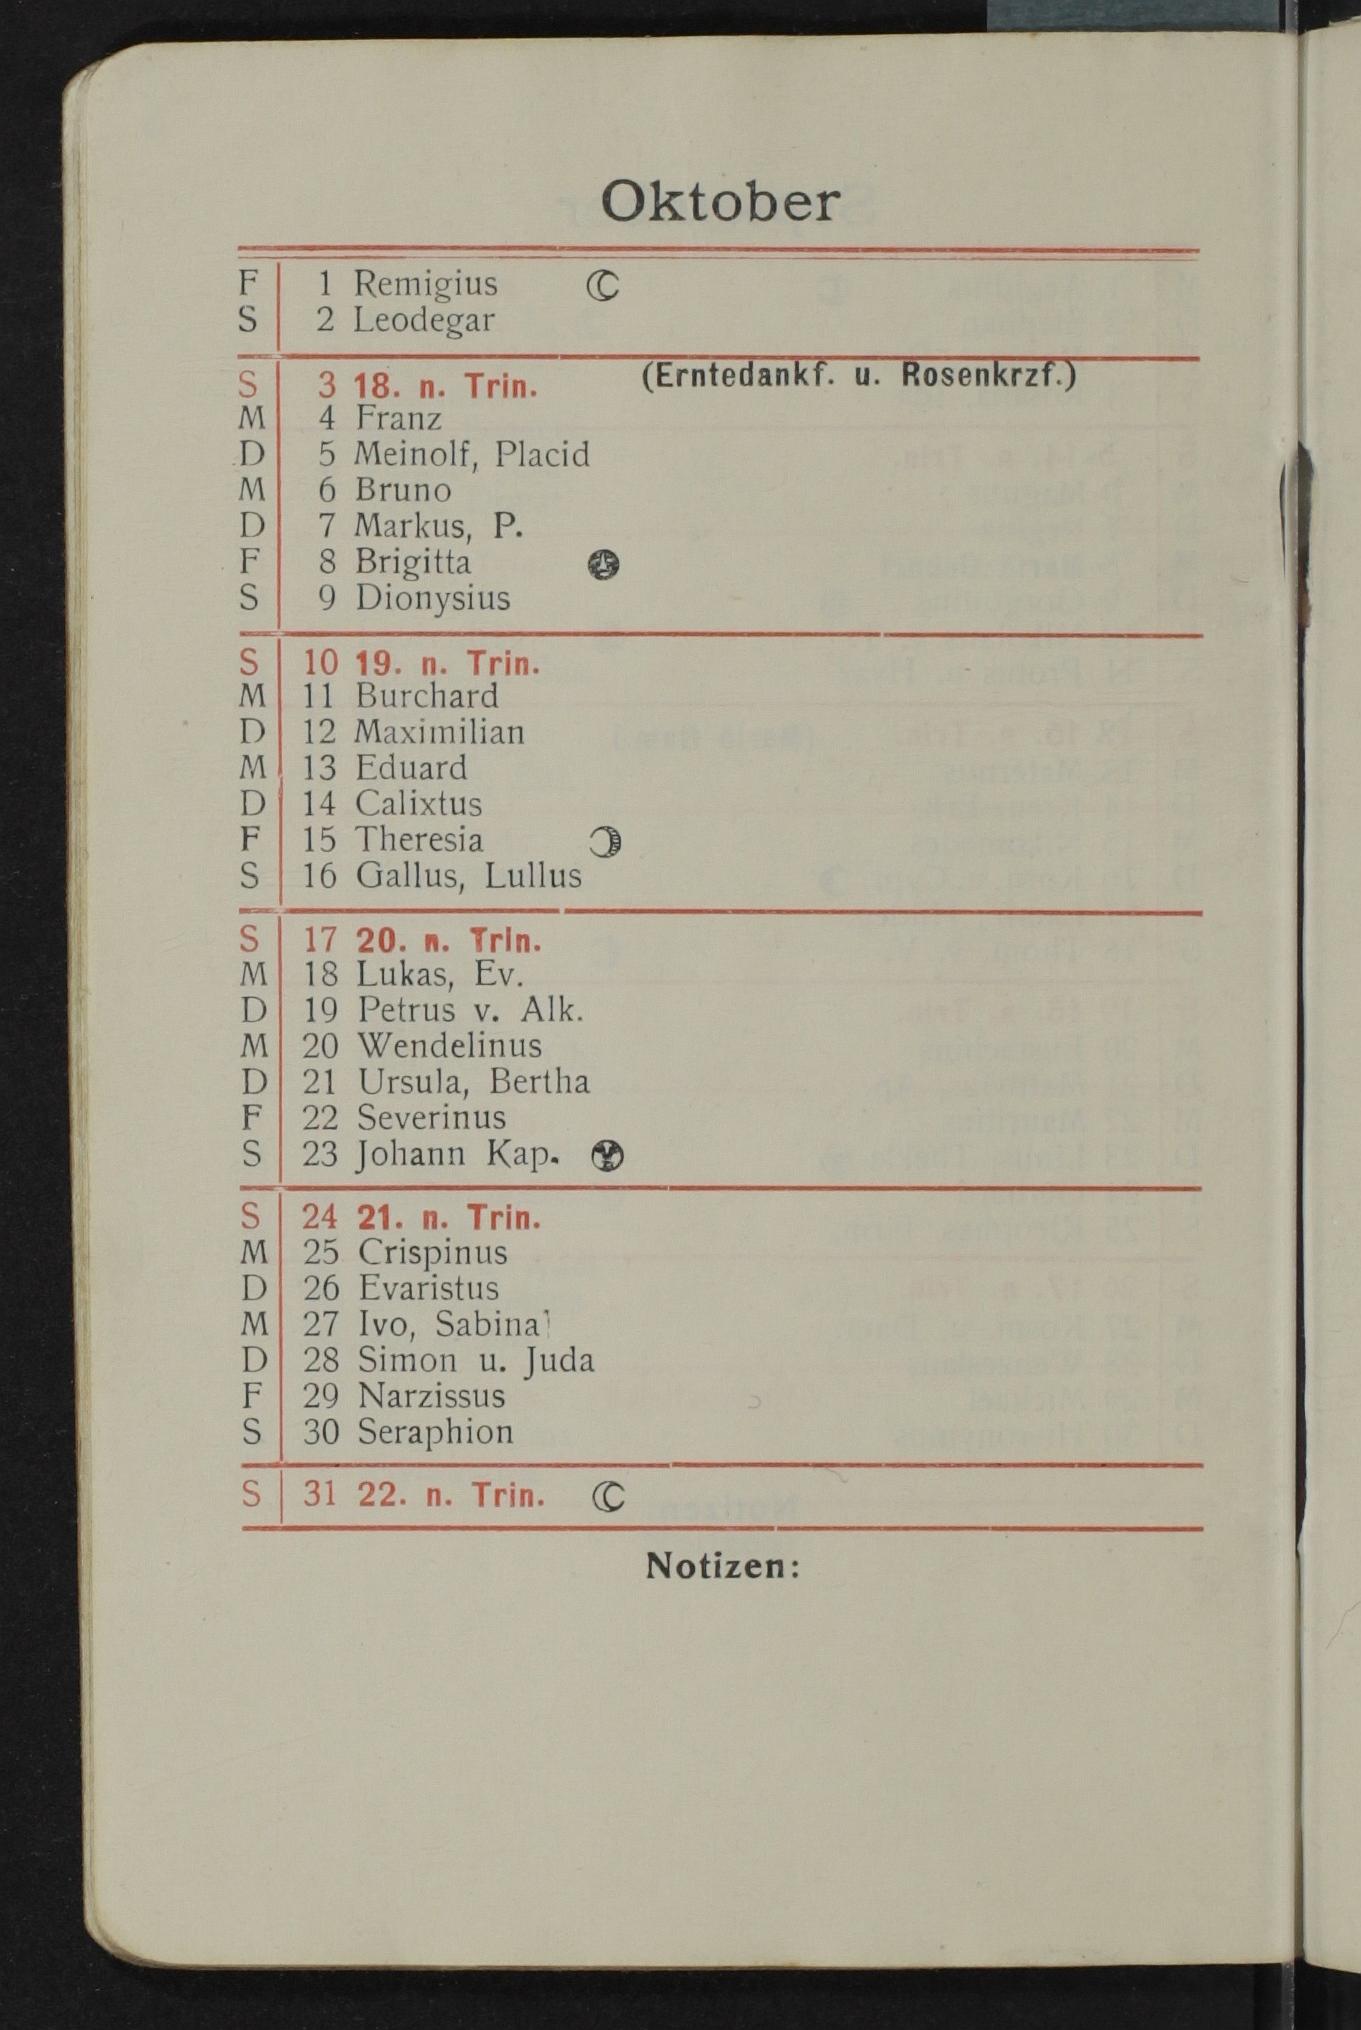 Oktober
F 1 Remigius ☾
S 2 Leodegar
S 3 18. n. Trin. (Erntedankf. u. Rosenkrzf.)
M 4 Franz
D 5 Meinolf, Placid
M 6 Bruno
D 7 Markus, P.
F 8 Brigitta
S 9 Dionysius
S 10 19. n. Trin.
M 11 Burchard
D 12 Maximilian
M 13 Eduard
D 14 Calixtus
F 15 Theresia ☽
S 16 Gallus, Lullus
S 17 20. n. Trin.
M 18 Lukas, Ev.
D 19 Petrus v. Alk.
M 20 Wendelinus
D 21 Ursula, Bertha
F 22 Severinus
S 23 Johann Kap.
S 24 21. n. Trin.
M 25 Crispinus
D 26 Evaristus
M 27 Ivo, Sabina
D 28 Simon u. Juda
F 29 Narzissus
S 30 Seraphion
S 31 22. n. Trin. ☾
Notizen: